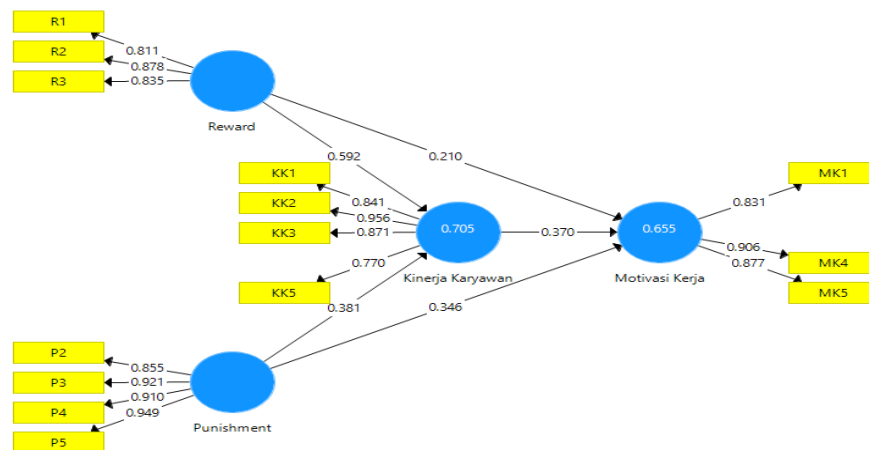 R1
R2
R3
0.811
0.878
0.835
Reward
0.592
0.210
KK1
KK2
KK3
KK5
0.841
0.956
0.871
0.770
0.705
Kinerja Karyawan
0.370
0.655
Motivasi Kerja
0.831
0.906
0.877
MK1
MK4
MK5
0.381
0.346
P2
P3
P4
P5
0.855
0.921
0.910
0.949
Punishment